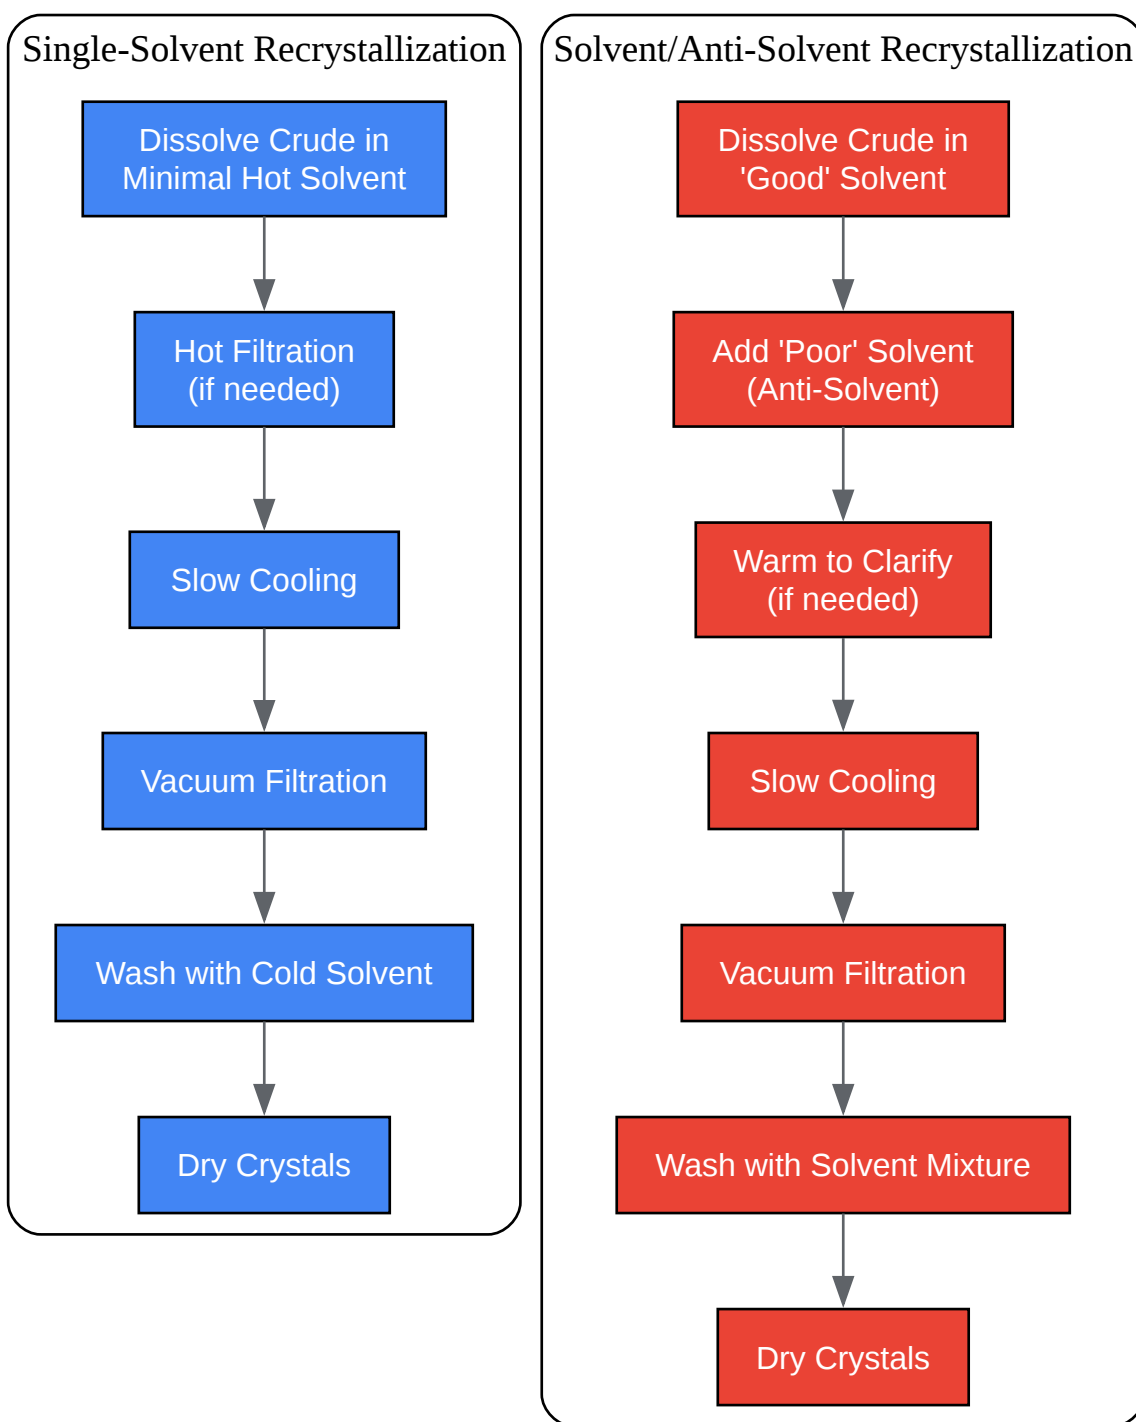 Single-Solvent Recrystallization
Dissolve Crude in
Minimal Hot Solvent
Hot Filtration
(if needed)
Slow Cooling
Vacuum Filtration
Wash with Cold Solvent
Dry Crystals
Solvent/Anti-Solvent Recrystallization
Dissolve Crude in
'Good' Solvent
Add 'Poor' Solvent
(Anti-Solvent)
Warm to Clarify
(if needed)
Slow Cooling
Vacuum Filtration
Wash with Solvent Mixture
Dry Crystals